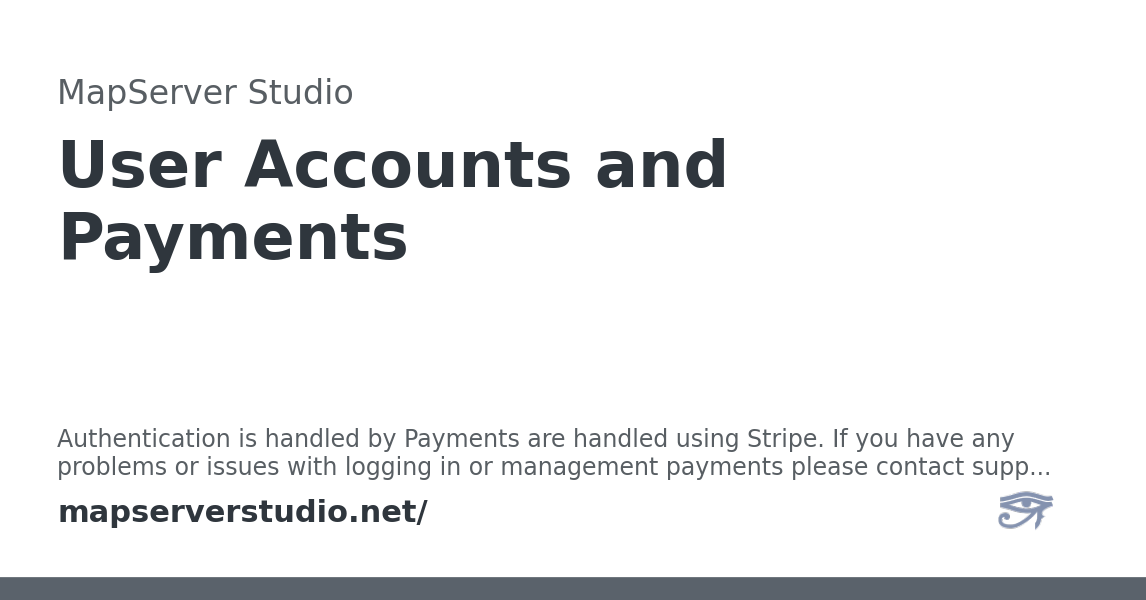 MapServer Studio
User Accounts and
Payments
Authentication is handled by Payments are handled using Stripe. If you have any
problems or issues with logging in or management payments please contact supp...
mapserverstudio.net/